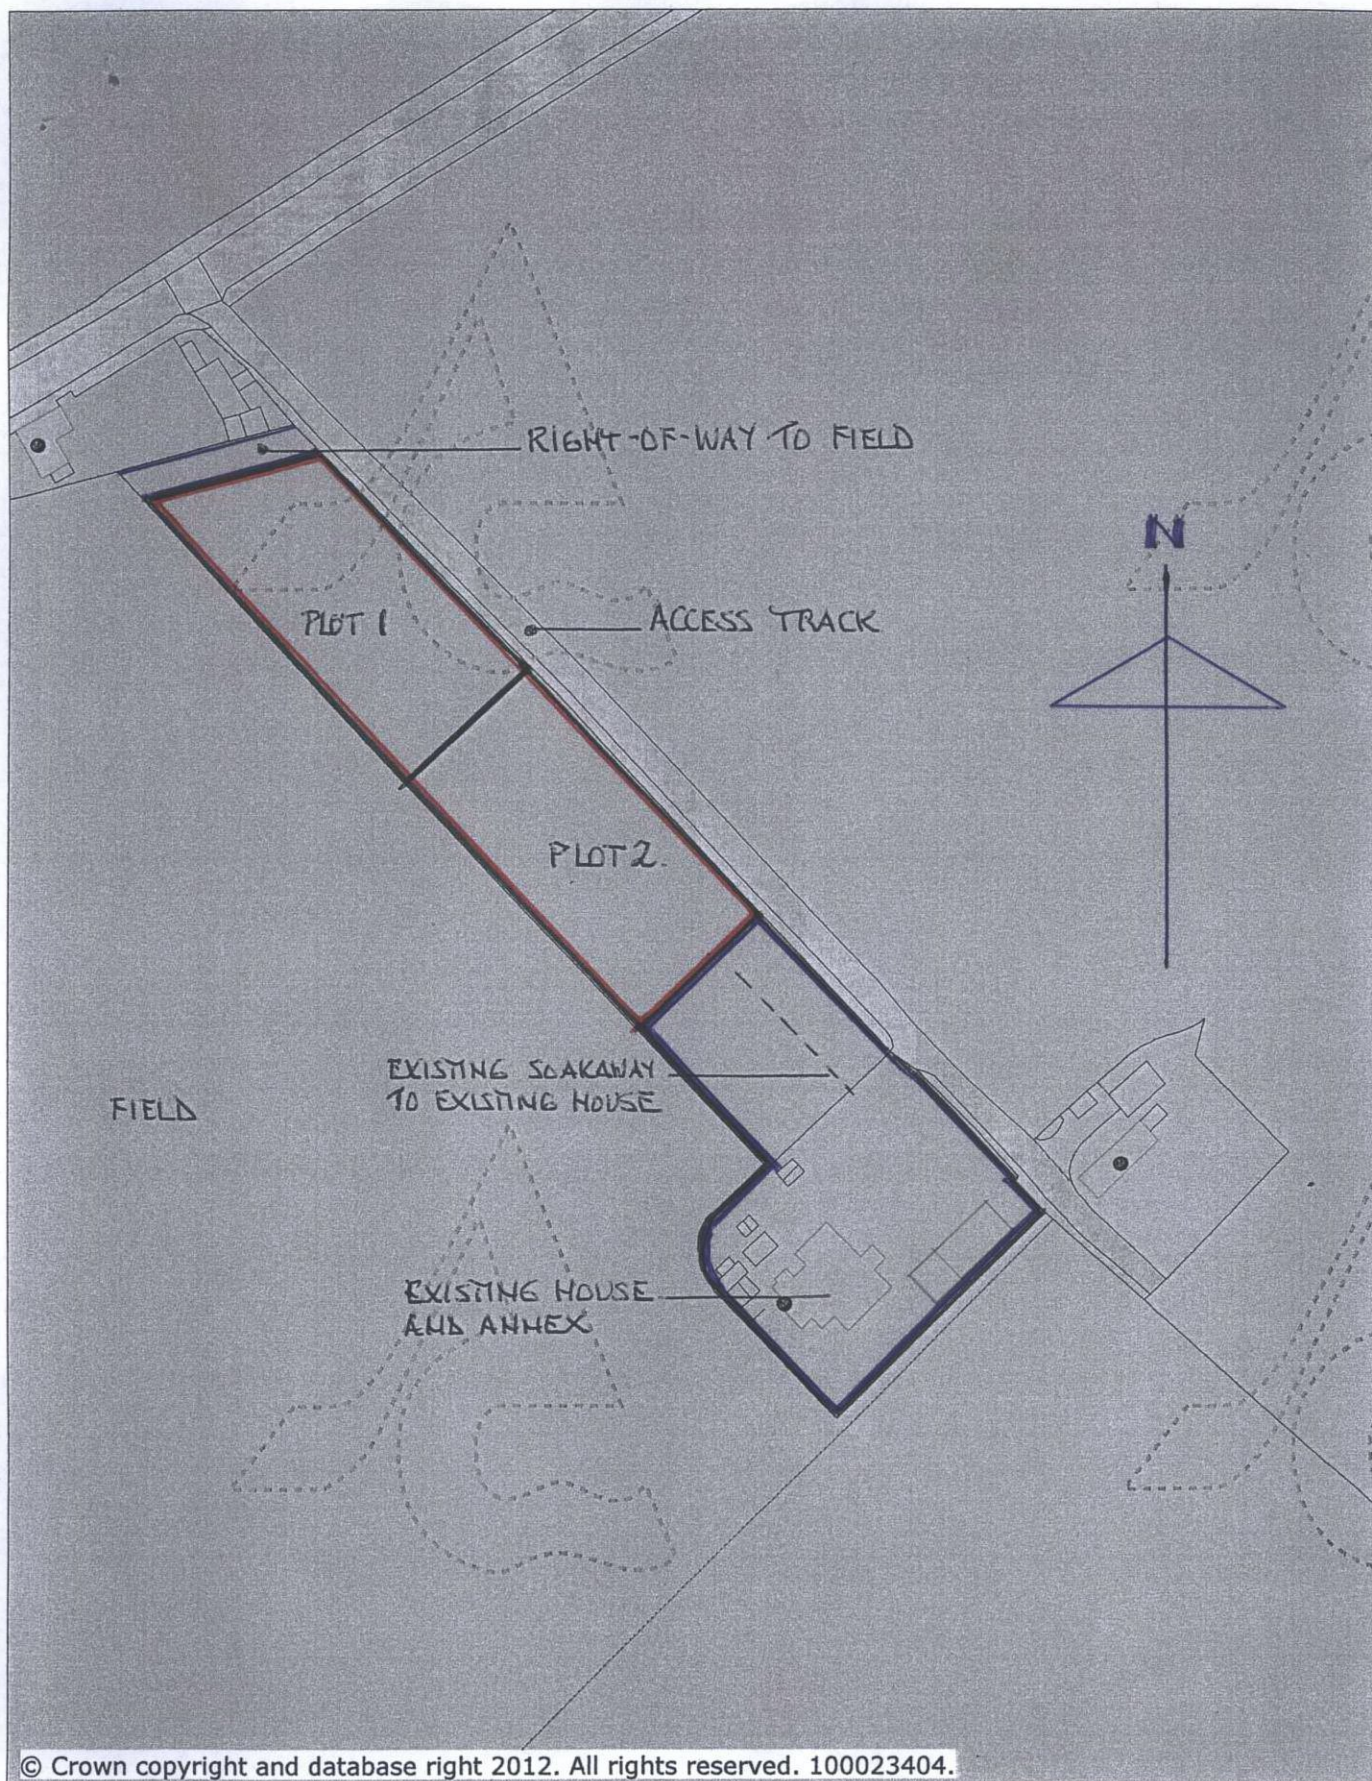 RIGHT-OF-WAY TO FIELD
N
PLOT 1
ACCESS TRACK
PLOT 2.
EXISTING SOAKAWAY
TO EXISTING HOUSE
FIELD
EXISTING HOUSE
AND ANNEX
© Crown copyright and database right 2012. All rights reserved. 100023404.